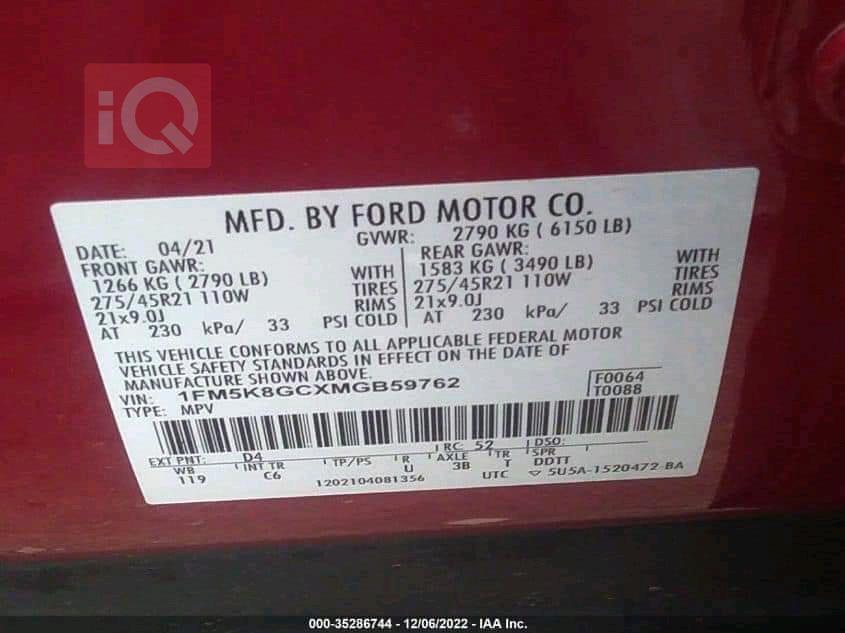 iQ
MFD. BY FORD MOTOR CO.
DATE: 04/21 GVWR: 2790 KG ( 6150 LB)
FRONT GAWR: REAR GAWR:
1266 KG ( 2790 LB) WITH 1583 KG ( 3490 LB) WITH
275/45R21 110W TIRES 275/45R21 110W TIRES
21x9.0J RIMS 21x9.0J RIMS
AT 230 kPa/ 33 PSI COLD AT 230 kPa/ 33 PSI COLD
THIS VEHICLE CONFORMS TO ALL APPLICABLE FEDERAL MOTOR
VEHICLE SAFETY STANDARDS IN EFFECT ON THE DATE OF
MANUFACTURE SHOWN ABOVE.
VIN: 1FM5K8GCXMGB59762 F0064
TYPE: MPV T0088
EXT PNT: D4 RC: 52 DSO:
WB INT TR TP/PS R AXLE TR SPR
119 C6 U 3B T DDTT
1202104081356 UTC ▽ 5U5A-1520472-BA
000-35286744 - 12/06/2022 - IAA Inc.